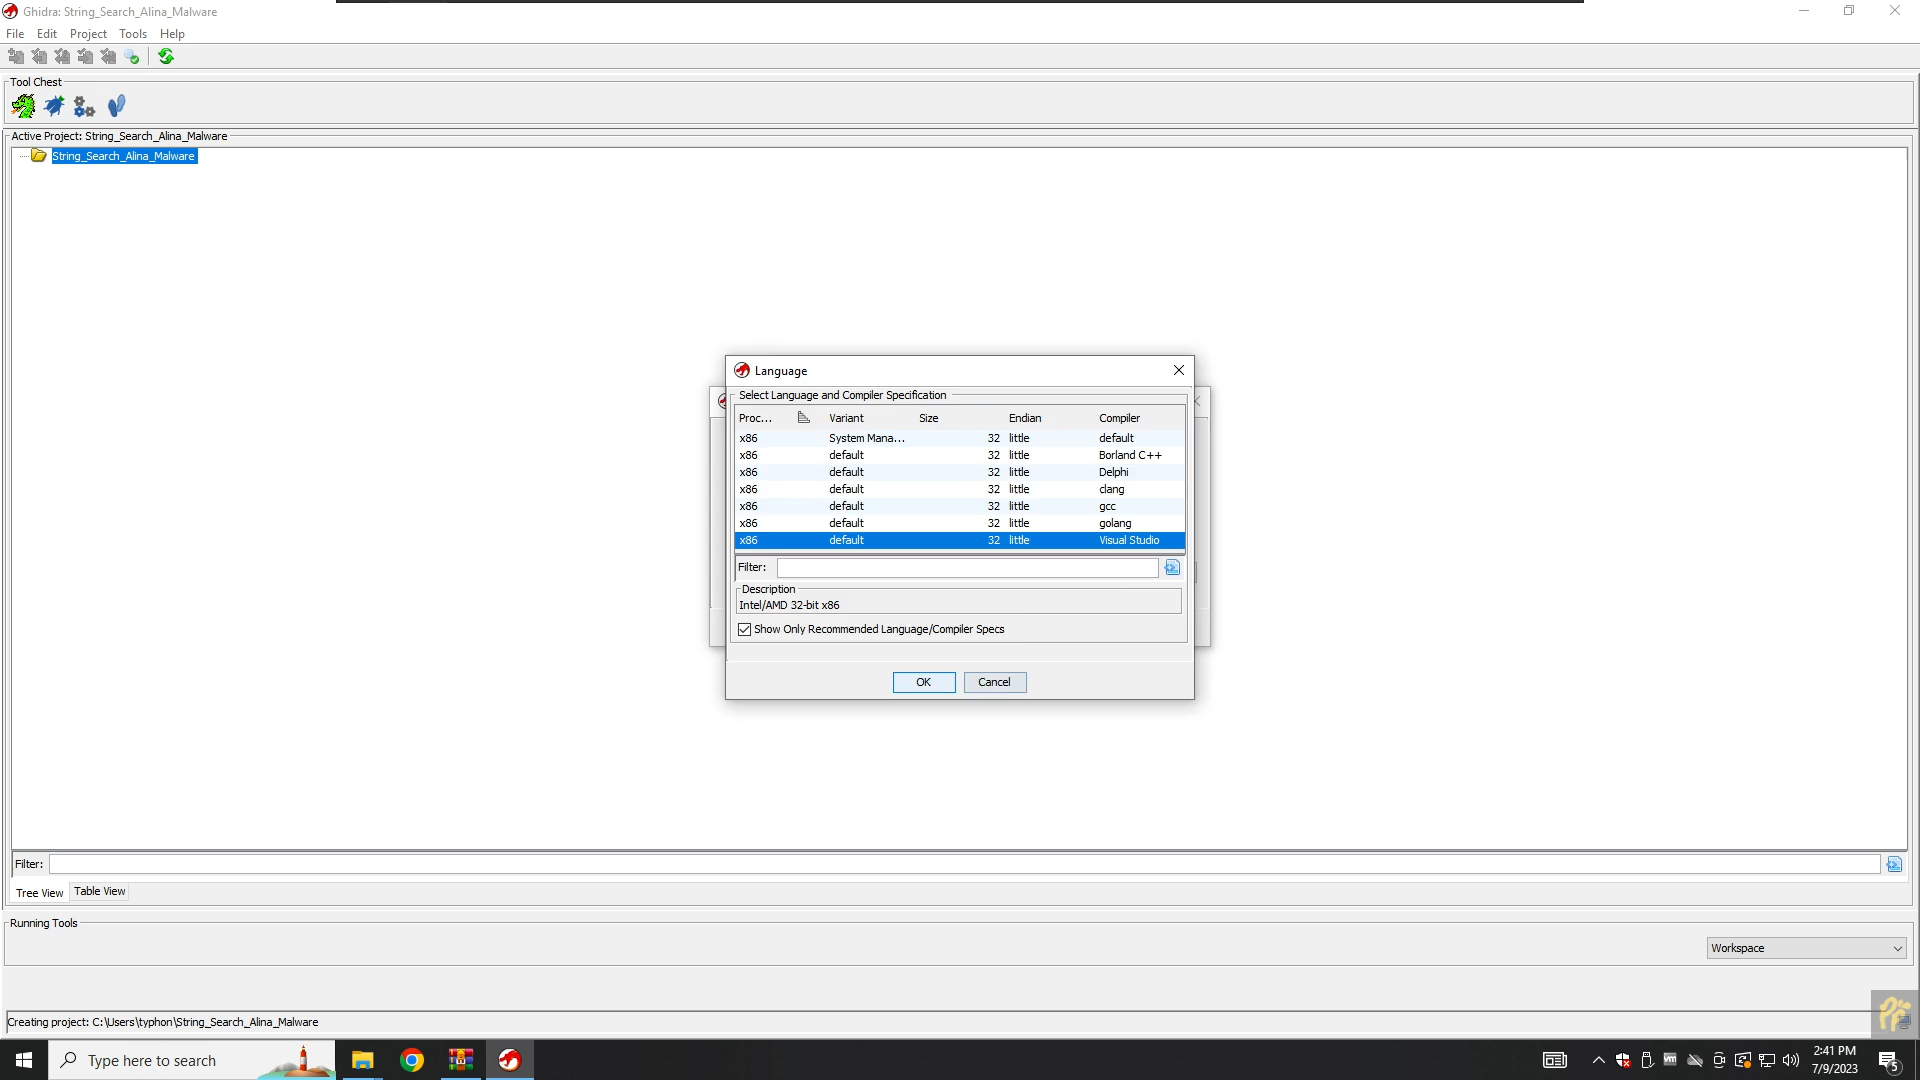 Ghidra: String_Search_Alina_Malware
File Edit Project Tools Help
Tool Chest
Active Project: String_Search_Alina_Malware
String_Search_Alina_Malware
Language
Select Language and Compiler Specification
Proc... Variant Size Endian Compiler
x86 System Mana... 32 little default
x86 default 32 little Borland C++
x86 default 32 little Delphi
x86 default 32 little clang
x86 default 32 little gcc
x86 default 32 little golang
x86 default 32 little Visual Studio
Filter:
Description
Intel/AMD 32-bit x86
Show Only Recommended Language/Compiler Specs
OK Cancel
Filter:
Tree View Table View
Running Tools
Workspace
Creating project: C:\Users\typhon\String_Search_Alina_Malware
Type here to search
vm
2:41 PM
7/9/2023
5